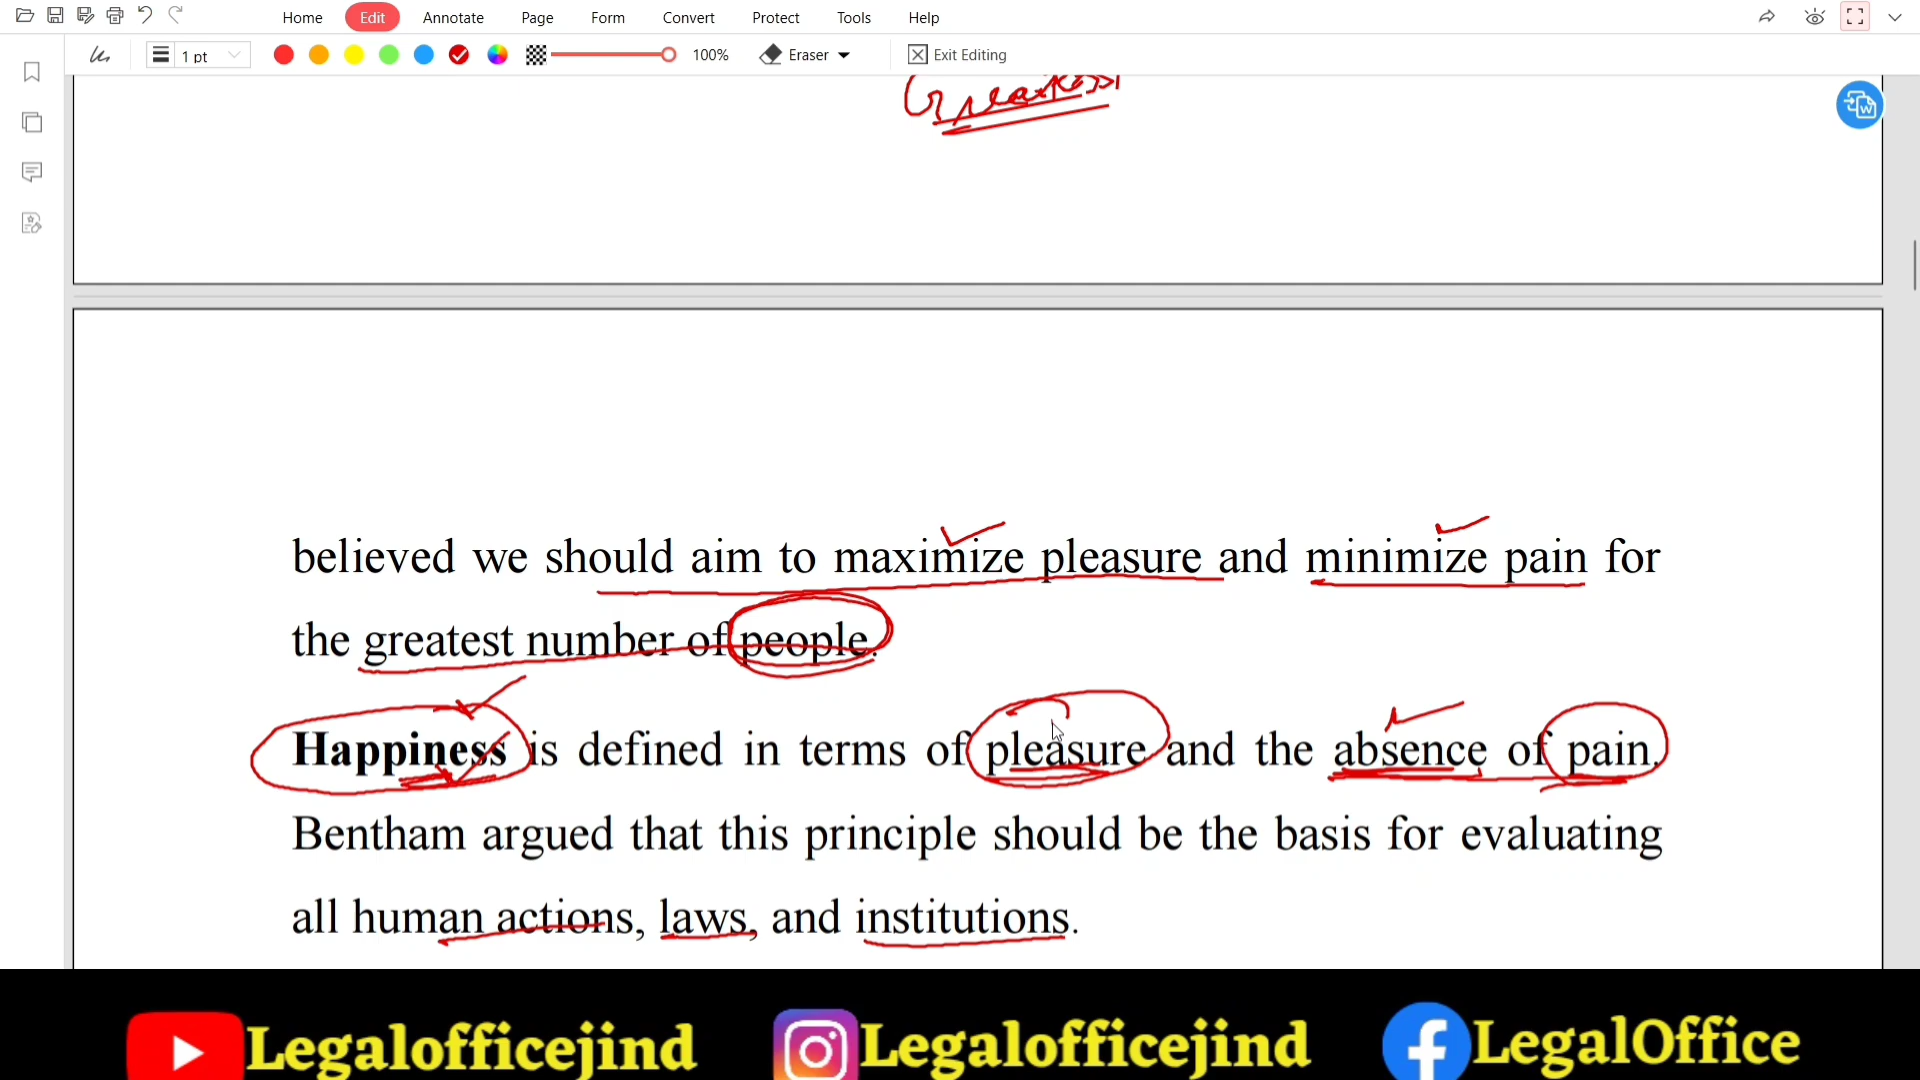 Home Edit Annotate Page Form Convert Protect Tools Help
1 pt 100% Eraser Exit Editing
Greatest
W
believed we should aim to maximize pleasure and minimize pain for
the greatest number of people.
Happiness is defined in terms of pleasure and the absence of pain.
Bentham argued that this principle should be the basis for evaluating
all human actions, laws, and institutions.
Legalofficejind Legalofficejind LegalOffice